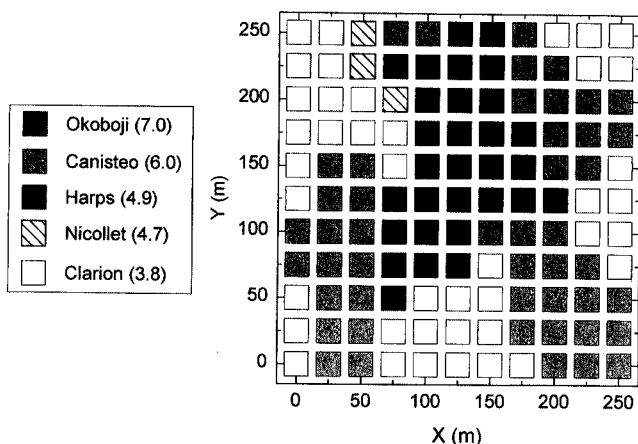 Okoboji (7.0)
Canisteo (6.0)
Harps (4.9)
Nicollet (4.7)
Clarion (3.8)
Y (m)
250
200
150
100
50
0
0 50 100 150 200 250
X (m)